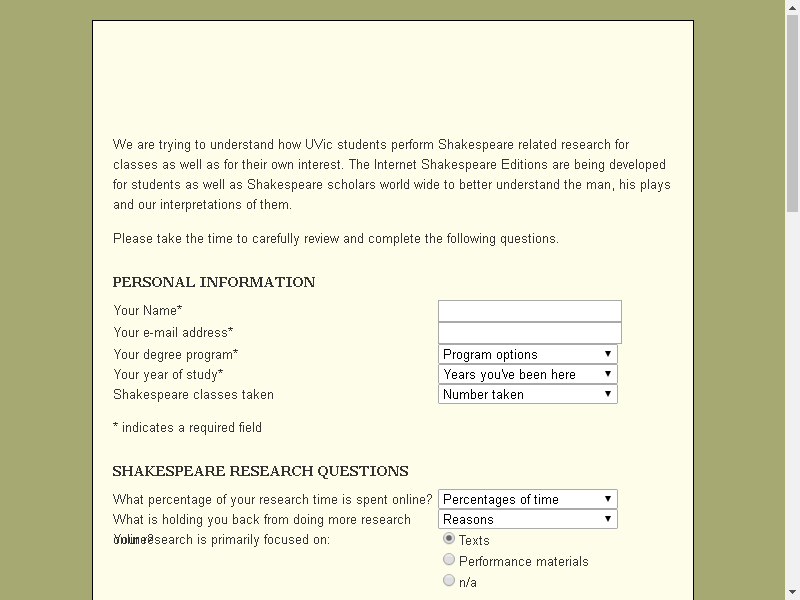 We are trying to understand how UVic students perform Shakespeare related research for
classes as well as for their own interest. The Internet Shakespeare Editions are being developed
for students as well as Shakespeare scholars world wide to better understand the man, his plays
and our interpretations of them.
Please take the time to carefully review and complete the following questions.
PERSONAL INFORMATION
Your Name*
Your e-mail address*
Your degree program* Program options
Your year of study* Years you've been here
Shakespeare classes taken Number taken
* indicates a required field
SHAKESPEARE RESEARCH QUESTIONS
What percentage of your research time is spent online? Percentages of time
What is holding you back from doing more research Reasons
online?
Your research is primarily focused on: Texts
Performance materials
n/a